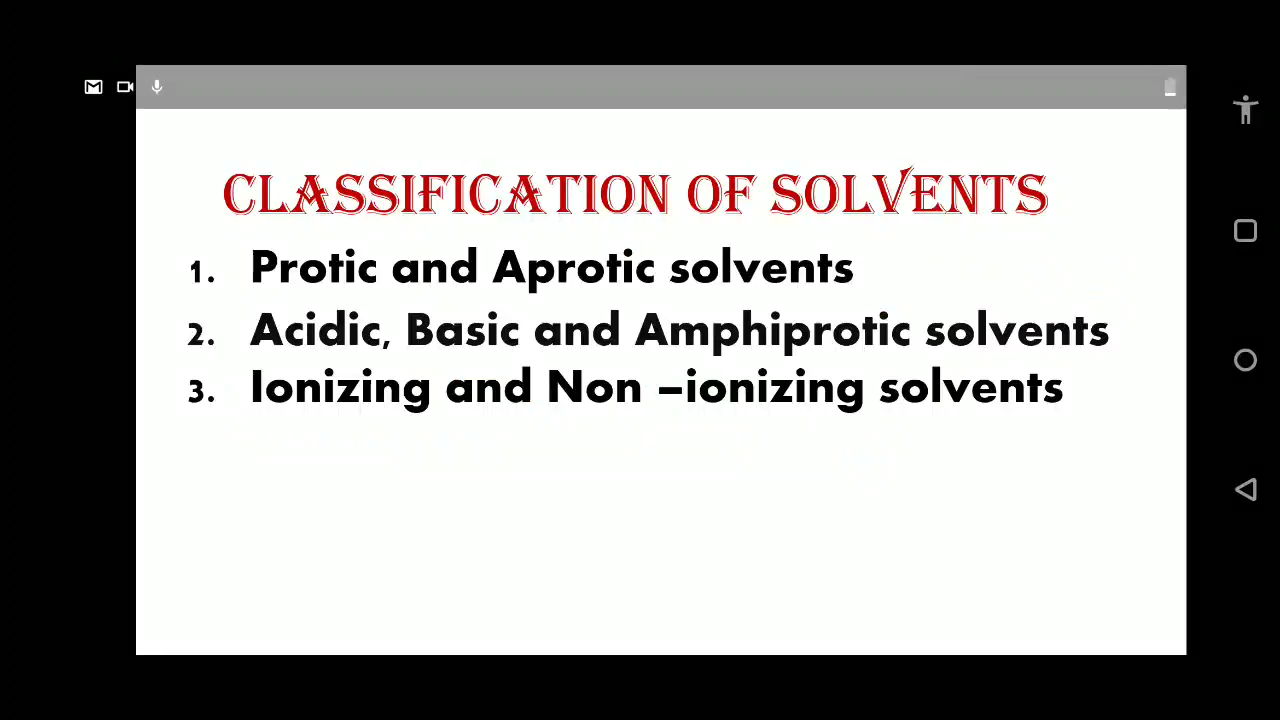 CLASSIFICATION OF SOLVENTS
1. Protic and Aprotic solvents
2. Acidic, Basic and Amphiprotic solvents
3. Ionizing and Non –ionizing solvents